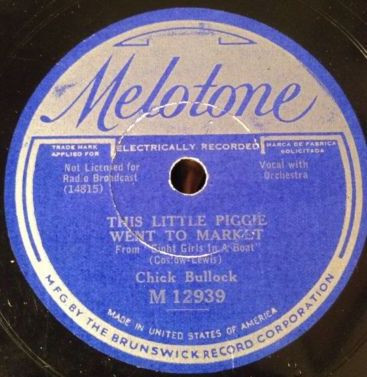 Melotone
TRADE MARK
APPLIED FOR
ELECTRICALLY RECORDED
MARCA DE FABRICA
SOLICITADA
Not Licensed for
Radio Broadcast
(14815)
Vocal with
Orchestra
THIS LITTLE PIGGIE
WENT TO MARKET
From "Eight Girls In A Boat"
(Coslow-Lewis)
Chick Bullock
M 12939
MADE IN UNITED STATES OF AMERICA
MFG BY THE BRUNSWICK RECORD CORPORATION